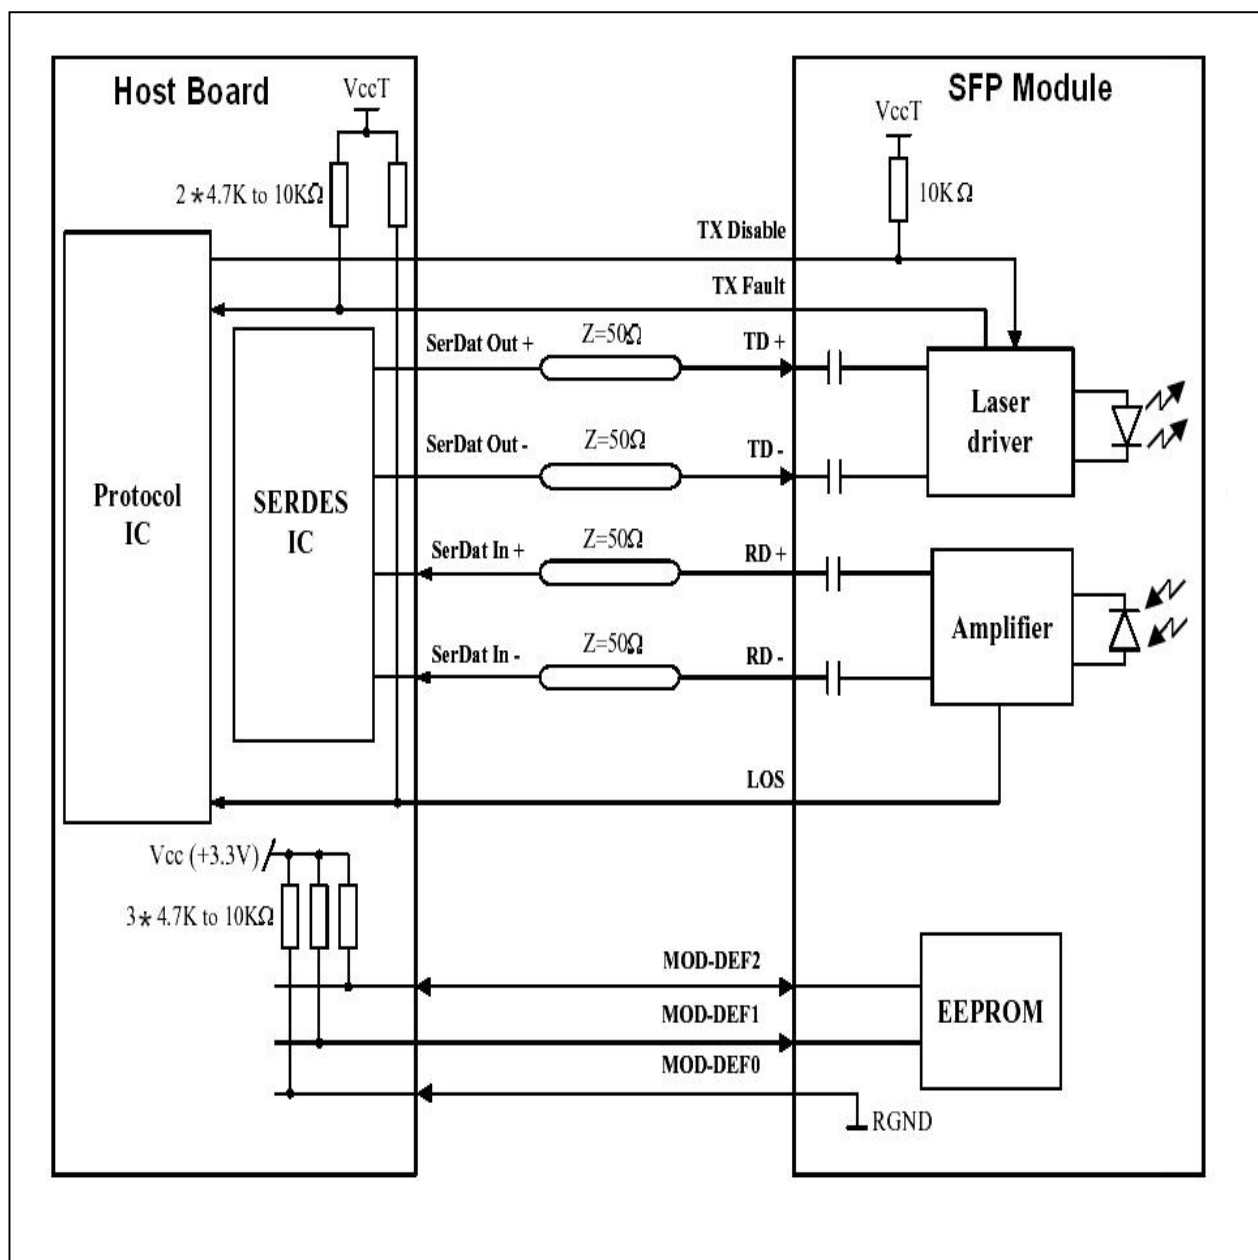 Host Board
SFP Module
VccT
VccT
2*4.7K to 10KΩ
10KΩ
TX Disable
TX Fault
SerDat Out +
Z=50Ω
TD +
Laser
driver
SerDat Out -
Z=50Ω
TD -
Protocol
IC
SERDES
IC
SerDat In +
Z=50Ω
RD +
Amplifier
SerDat In -
Z=50Ω
RD -
LOS
Vcc (+3.3V)
3*4.7K to 10KΩ
MOD-DEF2
MOD-DEF1
MOD-DEF0
EEPROM
RGND